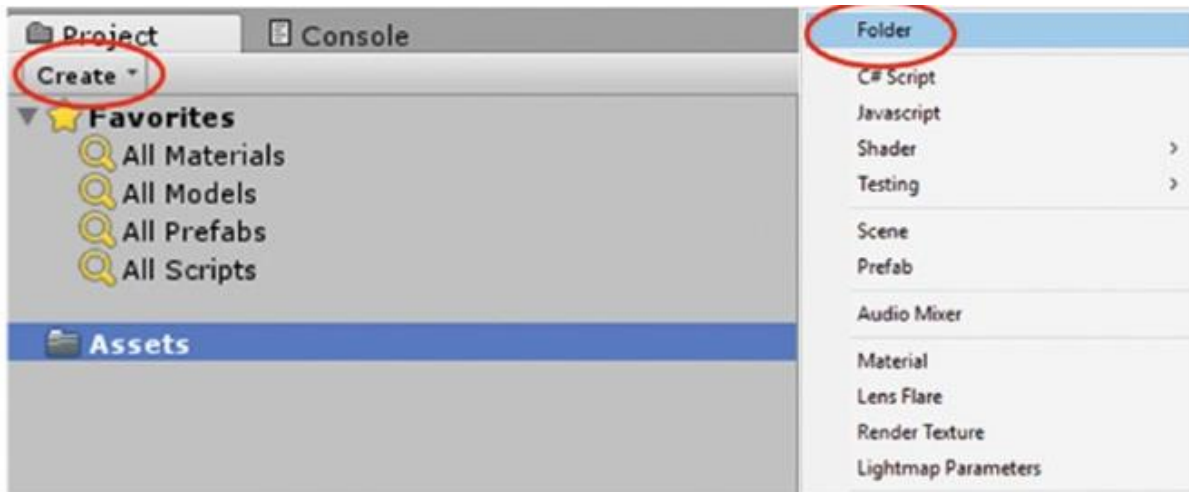 Project
Console
Create
Favorites
All Materials
All Models
All Prefabs
All Scripts
Assets
Folder
C# Script
Javascript
Shader
Testing
Scene
Prefab
Audio Mixer
Material
Lens Flare
Render Texture
Lightmap Parameters